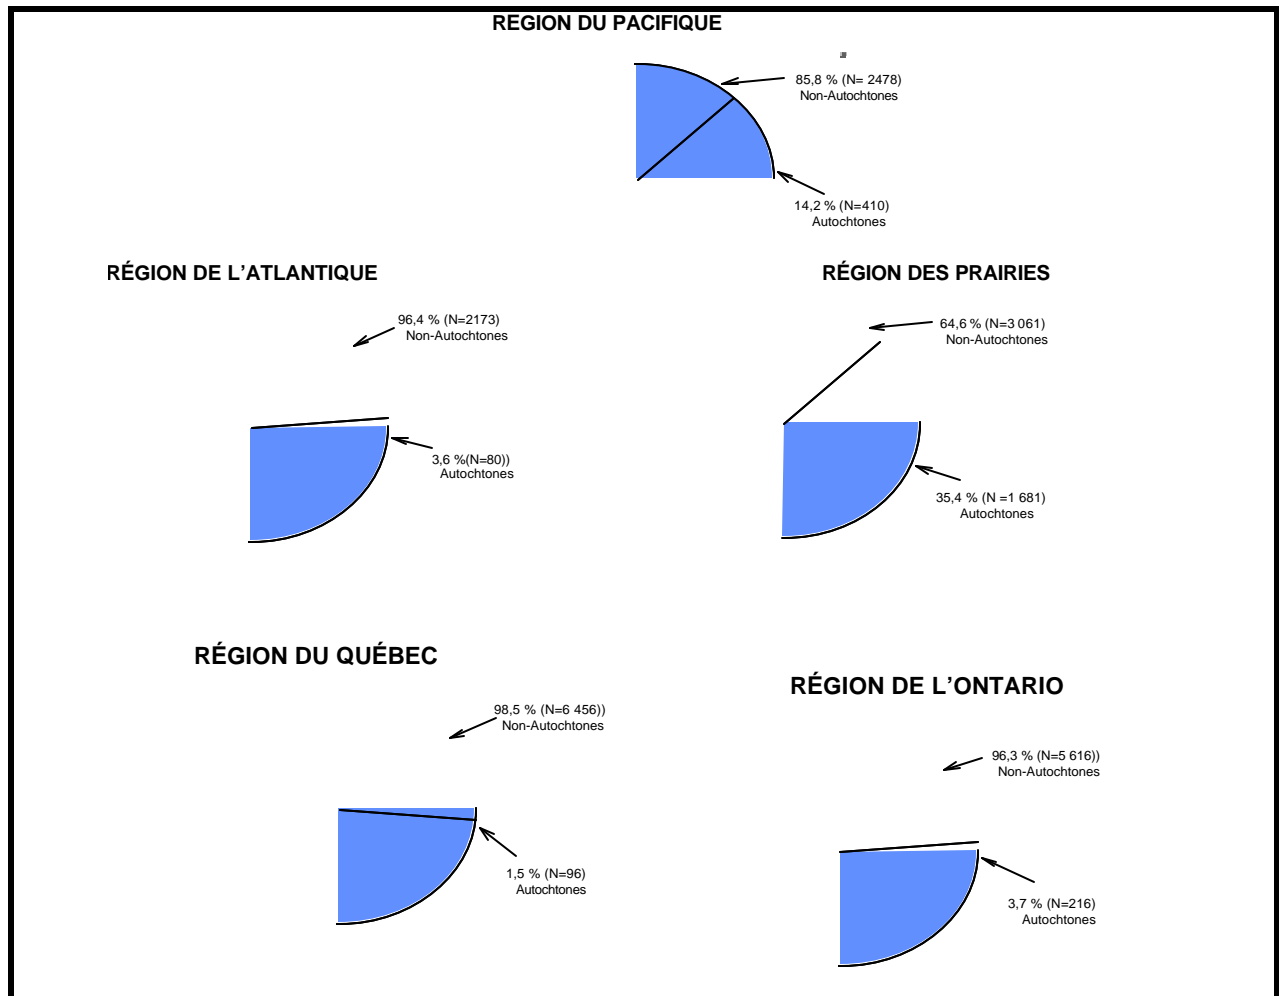 RÉGION DU PACIFIQUE
85,8 % (N= 2478)
Non-Autochtones
14,2 % (N=410)
Autochtones
RÉGION DE L’ATLANTIQUE
96,4 % (N=2173)
Non-Autochtones
3,6 %(N=80))
Autochtones
RÉGION DES PRAIRIES
64,6 % (N=3 061)
Non-Autochtones
35,4 % (N =1 681)
Autochtones
RÉGION DU QUÉBEC
98,5 % (N=6 456))
Non-Autochtones
1,5 % (N=96)
Autochtones
RÉGION DE L’ONTARIO
96,3 % (N=5 616))
Non-Autochtones
3,7 % (N=216)
Autochtones